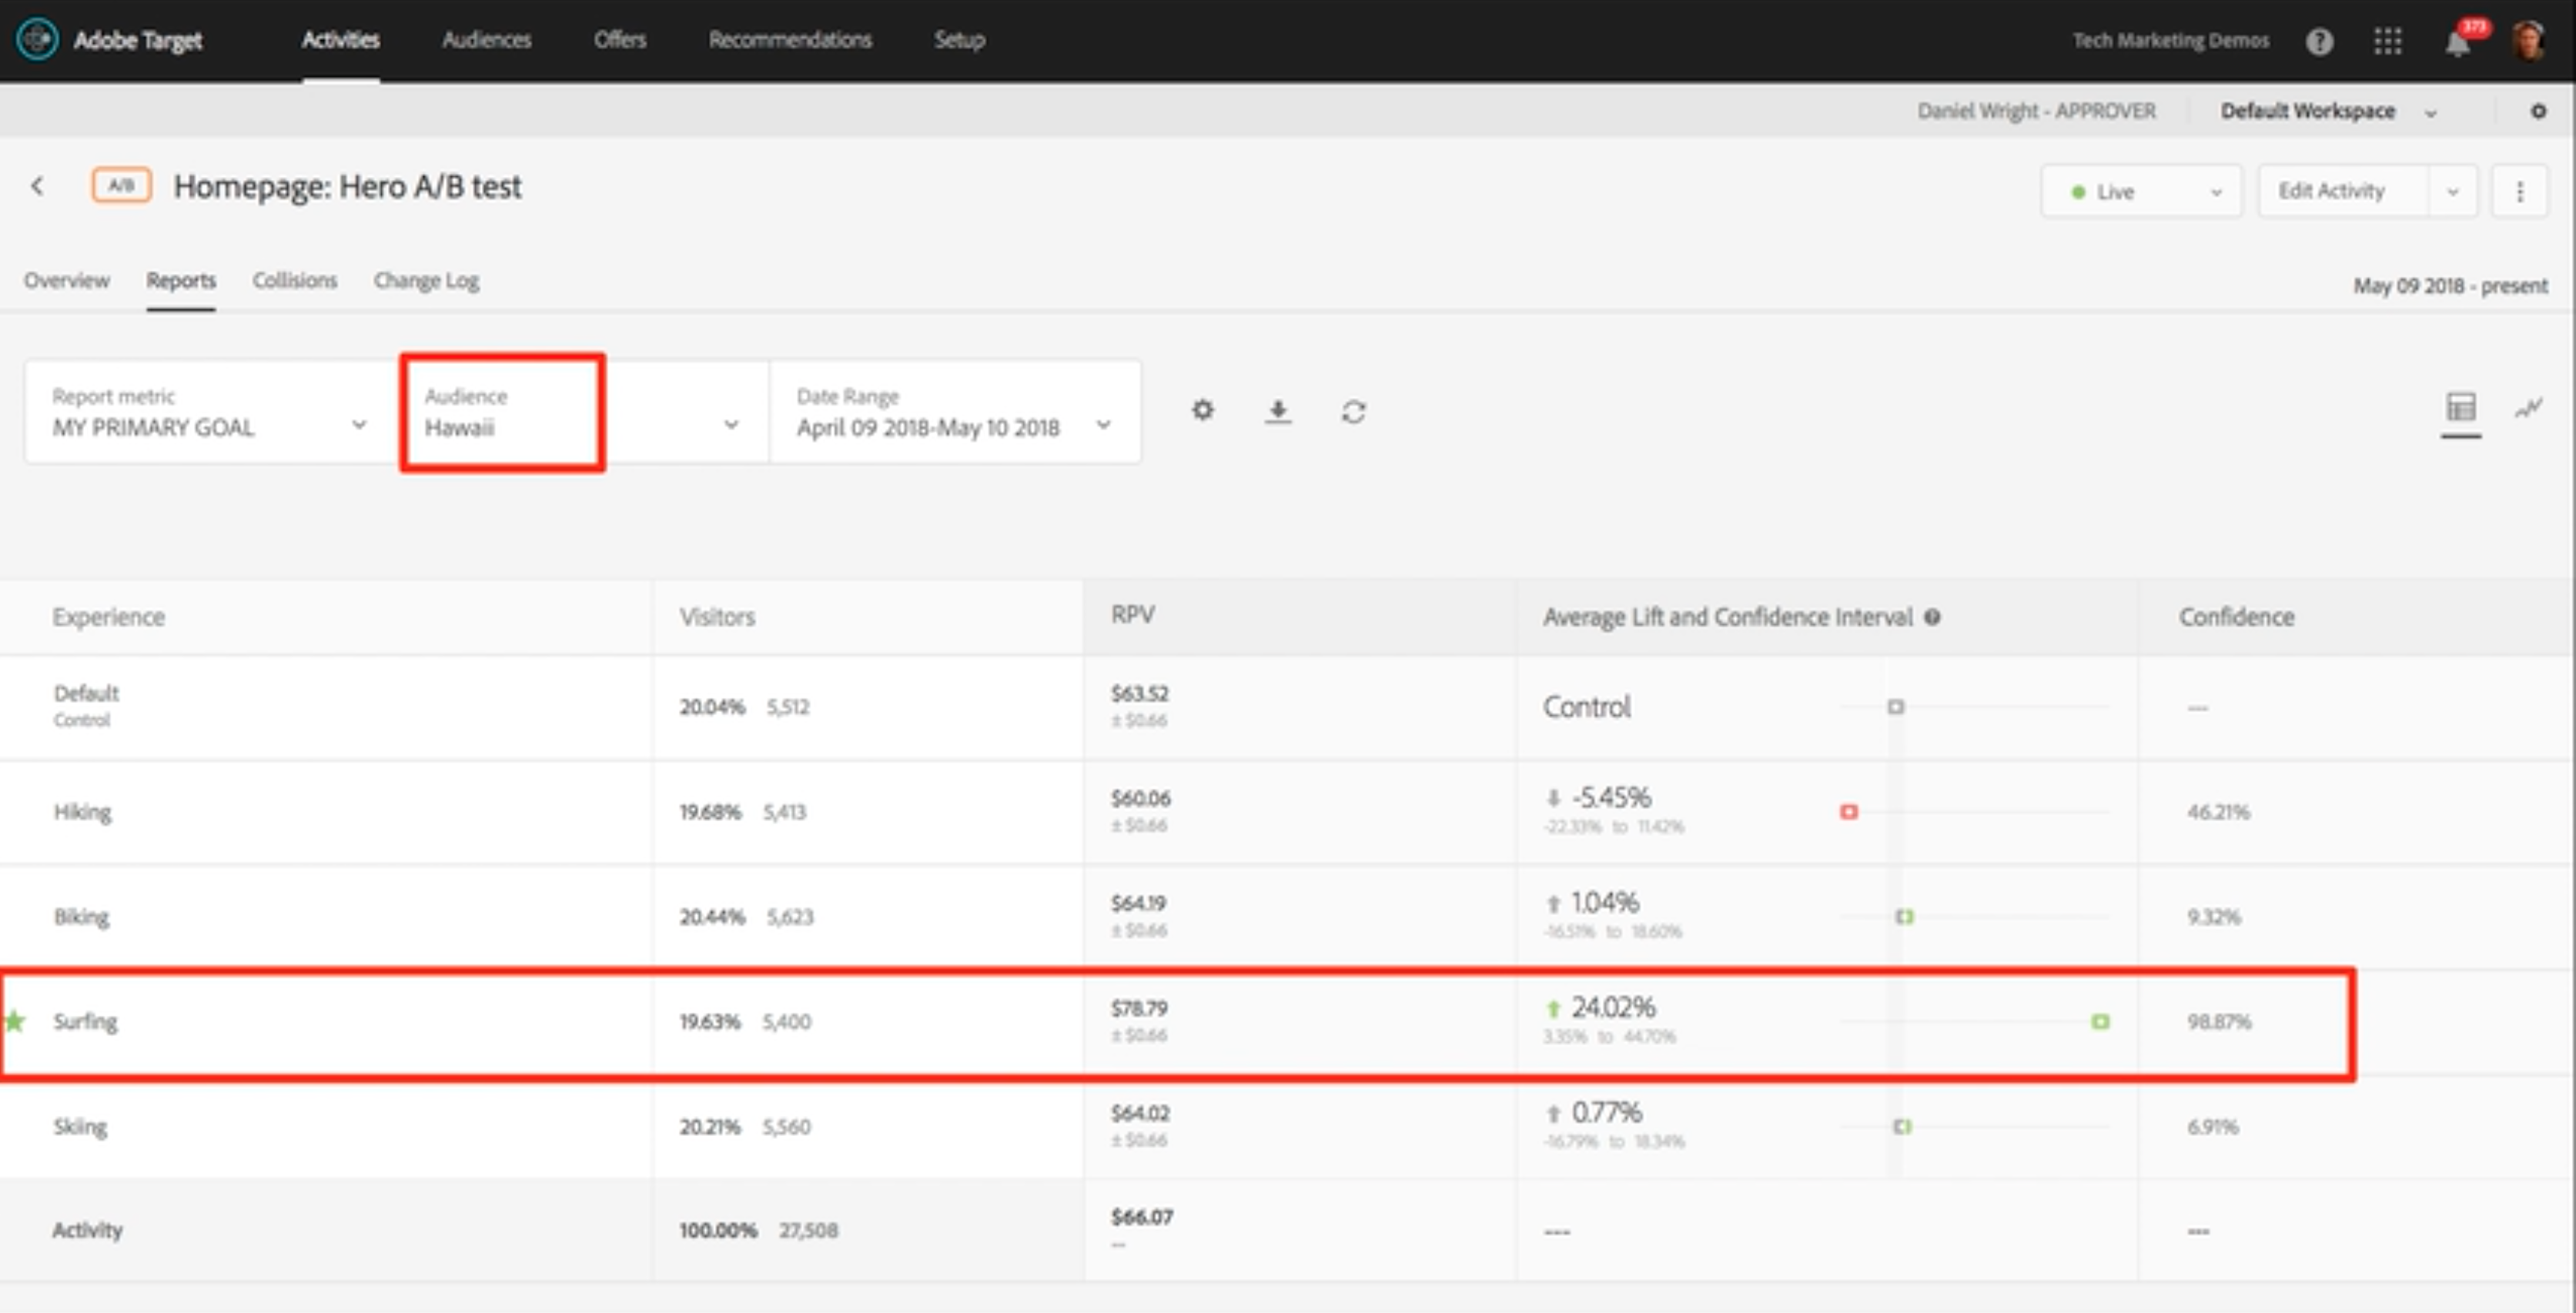 Adobe Target Activities Audiences Offers Recommendations Setup Tech Marketing Demos 373
Daniel Wright - APPROVER Default Workspace
A/B Homepage: Hero A/B test Live Edit Activity
Overview Reports Collisions Change Log May 09 2018 - present
Report metric Audience Date Range
MY PRIMARY GOAL Hawaii April 09 2018-May 10 2018
Experience Visitors RPV Average Lift and Confidence Interval Confidence
Default 20.04% 5,512 $63.52 Control ---
Control ± $0.66
Hiking 19.68% 5,413 $60.06 -5.45% 46.21%
± $0.66 -22.33% to 11.42%
Biking 20.44% 5,623 $64.19 1.04% 9.32%
± $0.66 -16.51% to 18.60%
Surfing 19.63% 5,400 $78.79 24.02% 98.87%
± $0.66 3.35% to 44.70%
Skiing 20.21% 5,560 $64.02 0.77% 6.91%
± $0.66 -16.79% to 18.34%
Activity 100.00% 27,508 $66.07 --- ---
--